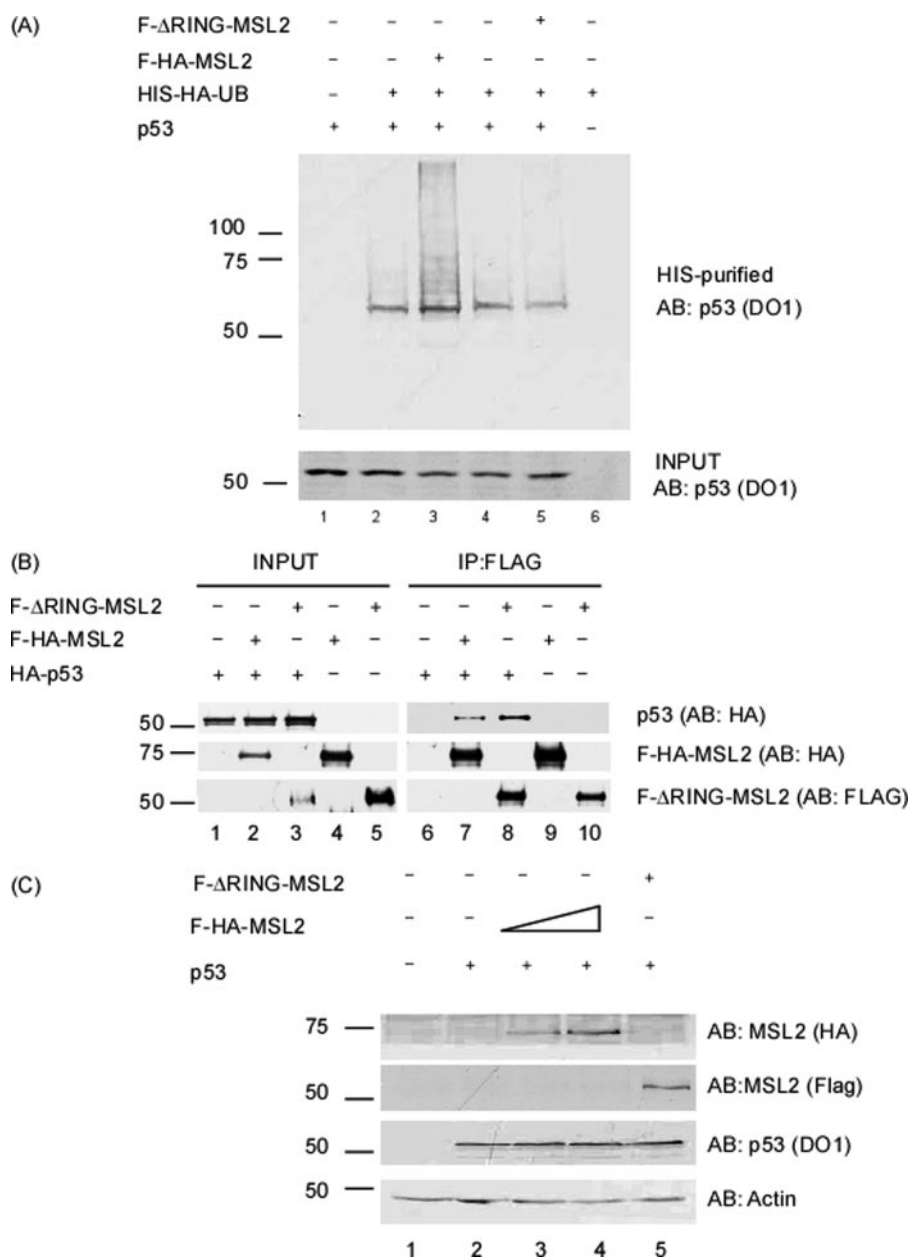 (A)
F-ΔRING-MSL2 – – – – + –
F-HA-MSL2 – – + – – –
HIS-HA-UB – + + + + +
p53 + + + + + –
100
75
50
HIS-purified
AB: p53 (DO1)
50
INPUT
AB: p53 (DO1)
1 2 3 4 5 6
(B)
INPUT IP:FLAG
F-ΔRING-MSL2 – – + – + – – + – +
F-HA-MSL2 – + – + – – + – + –
HA-p53 + + + – – + + + – –
50 p53 (AB: HA)
75 F-HA-MSL2 (AB: HA)
50 F-ΔRING-MSL2 (AB: FLAG)
1 2 3 4 5 6 7 8 9 10
(C)
F-ΔRING-MSL2 – – – – +
F-HA-MSL2 – – –
p53 – + + + +
75 AB: MSL2 (HA)
50 AB:MSL2 (Flag)
50 AB: p53 (DO1)
50 AB: Actin
1 2 3 4 5